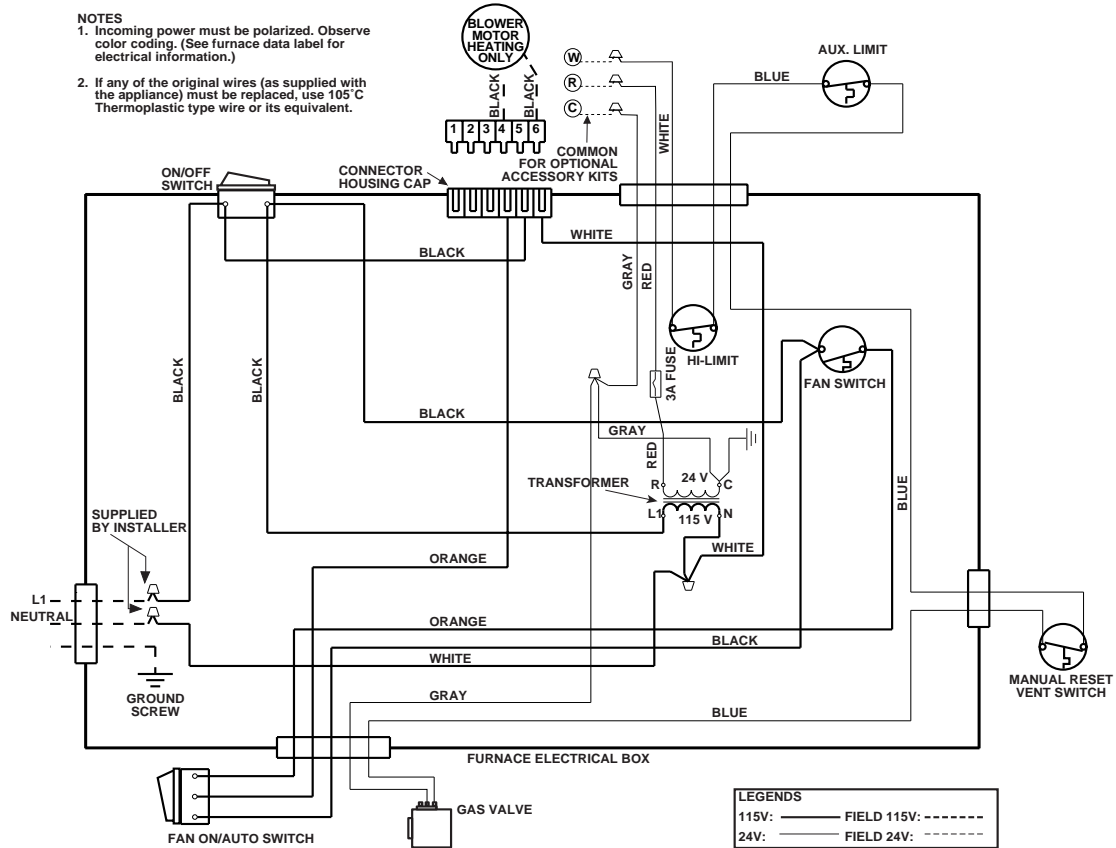 NOTES
1. Incoming power must be polarized. Observe
color coding. (See furnace data label for
electrical information.)
2. If any of the original wires (as supplied with
the appliance) must be replaced, use 105˚C
Thermoplastic type wire or its equivalent.
BLOWER
MOTOR
HEATING
ONLY
BLACK
BLACK
1 2 3 4 5 6
W
R
C
COMMON
FOR OPTIONAL
ACCESSORY KITS
WHITE
BLUE
AUX. LIMIT
ON/OFF
SWITCH
CONNECTOR
HOUSING CAP
WHITE
BLACK
GRAY
RED
HI-LIMIT
FAN SWITCH
3A FUSE
BLACK
BLACK
BLACK
GRAY
RED
24 V
R
C
TRANSFORMER
L1
115 V
N
BLUE
SUPPLIED
BY INSTALLER
WHITE
ORANGE
L1
NEUTRAL
ORANGE
BLACK
WHITE
GROUND
SCREW
MANUAL RESET
VENT SWITCH
GRAY
BLUE
FURNACE ELECTRICAL BOX
GAS VALVE
FAN ON/AUTO SWITCH
LEGENDS
115V: FIELD 115V:
24V: FIELD 24V: